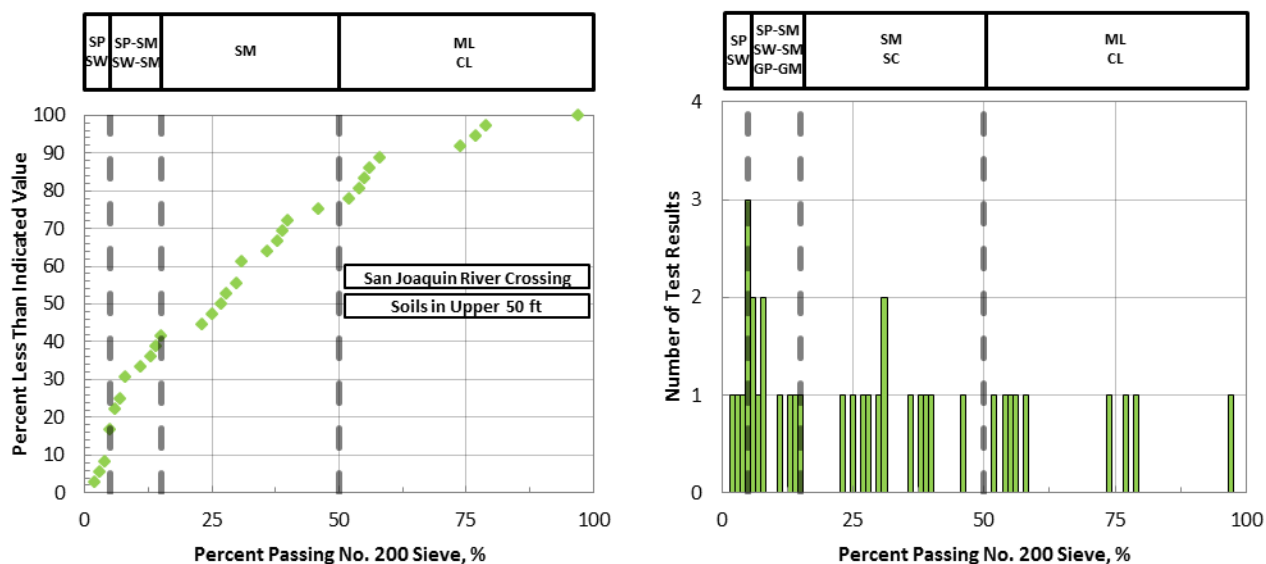 SP
SW
SP-SM
SW-SM
SM
ML
CL
100
90
80
70
60
50
40
30
20
10
0
Percent Less Than Indicated Value
San Joaquin River Crossing
Soils in Upper 50 ft
0
25
50
75
100
Percent Passing No. 200 Sieve, %
SP
SW
SP-SM
SW-SM
GP-GM
SM
SC
ML
CL
4
3
2
1
0
Number of Test Results
0
25
50
75
100
Percent Passing No. 200 Sieve, %